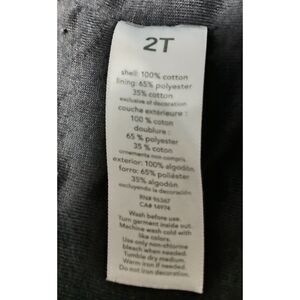 2T
shell: 100% cotton
lining: 65% polyester
35% cotton
exclusive of decoration
couche extérieure :
100 % coton
doublure :
65 % polyester
35 % coton
ornements non compris
exterior: 100% algodón
forro: 65% poliéster
35% algodón
excluyendo la decoración
RN# 96387
CA# 16974
Wash before use.
Turn garment inside out.
Machine wash cold with
like colors.
Use only non-chlorine
bleach when needed.
Tumble dry medium.
Warm iron if needed.
Do not iron decoration.